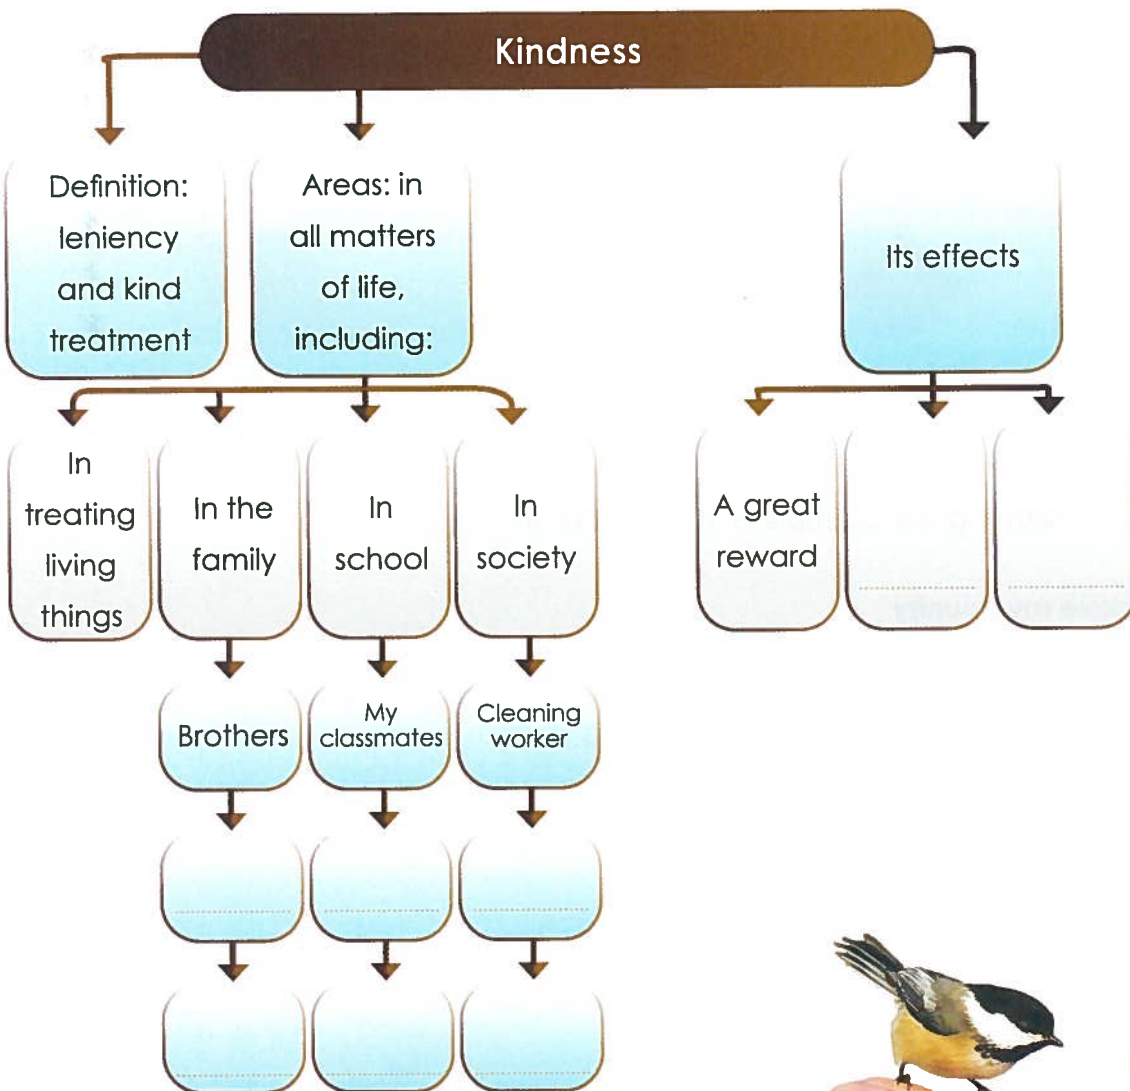 Kindness
Definition:
leniency
and kind
treatment
Areas: in
all matters
of life,
including:
Its effects
In
treating
living
things
In the
family
In
school
In
society
A great
reward
Brothers
My
classmates
Cleaning
worker